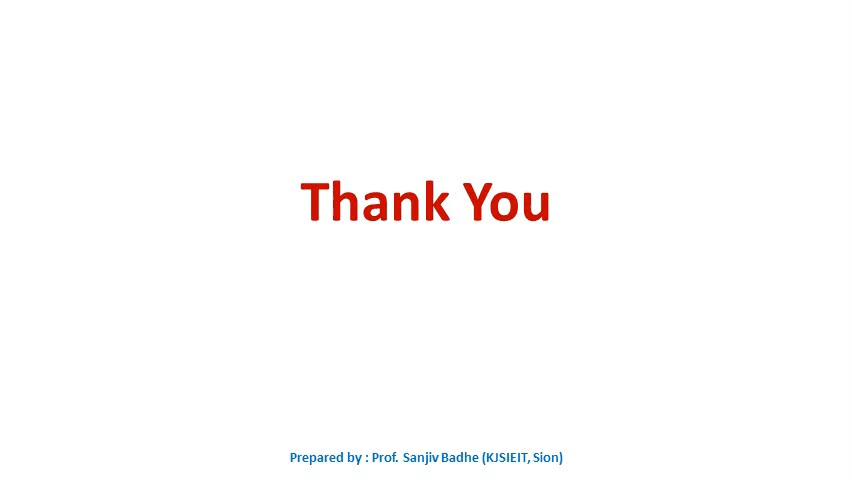 Thank You
Prepared by : Prof. Sanjiv Badhe (KJSIEIT, Sion)